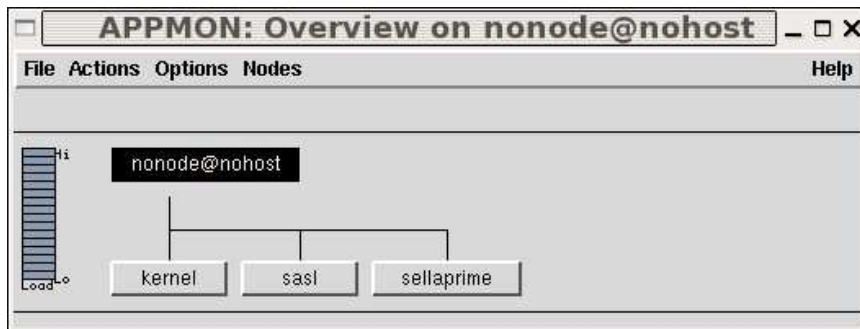 APPMON: Overview on nonode@nohost
File Actions Options Nodes Help
Hi
nonode@nohost
Lo
Load
kernel sasl sellaprime